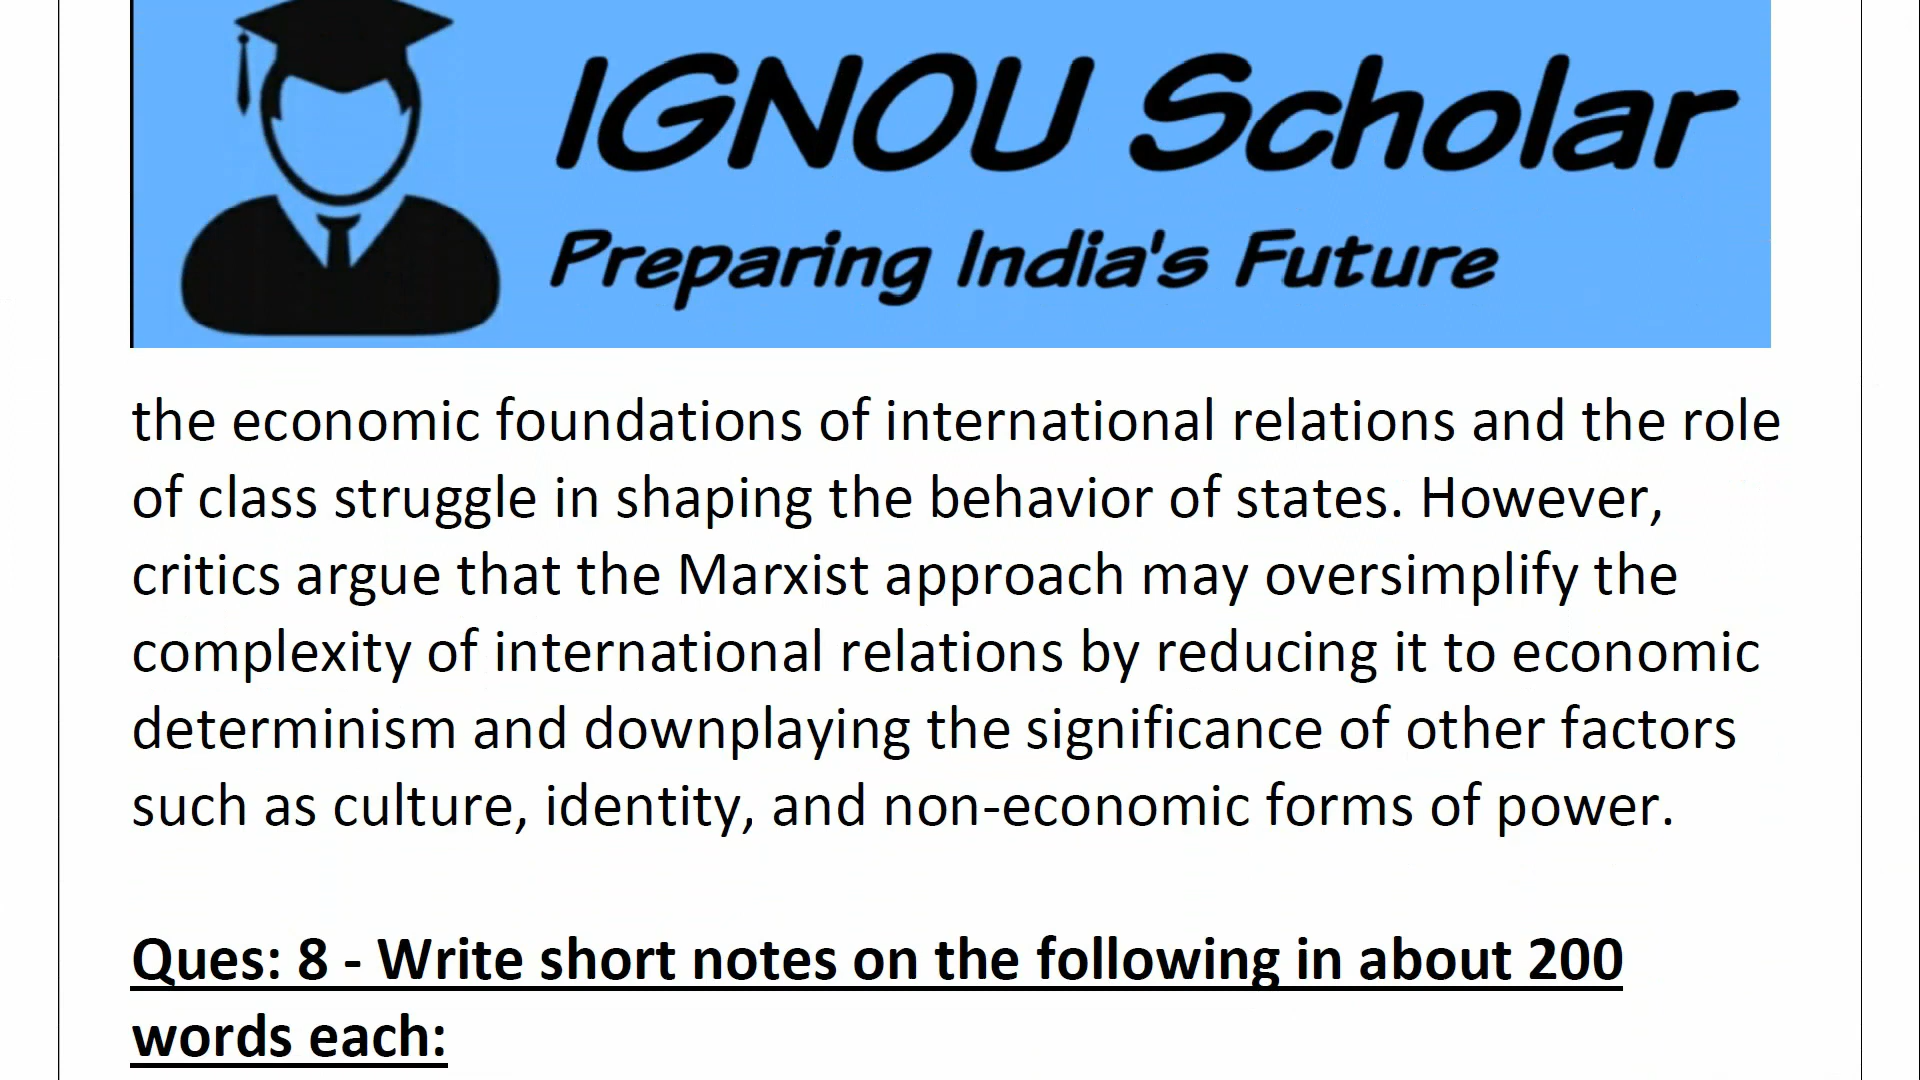 IGNOU Scholar
Preparing India's Future
the economic foundations of international relations and the role
of class struggle in shaping the behavior of states. However,
critics argue that the Marxist approach may oversimplify the
complexity of international relations by reducing it to economic
determinism and downplaying the significance of other factors
such as culture, identity, and non-economic forms of power.
Ques: 8 - Write short notes on the following in about 200
words each: